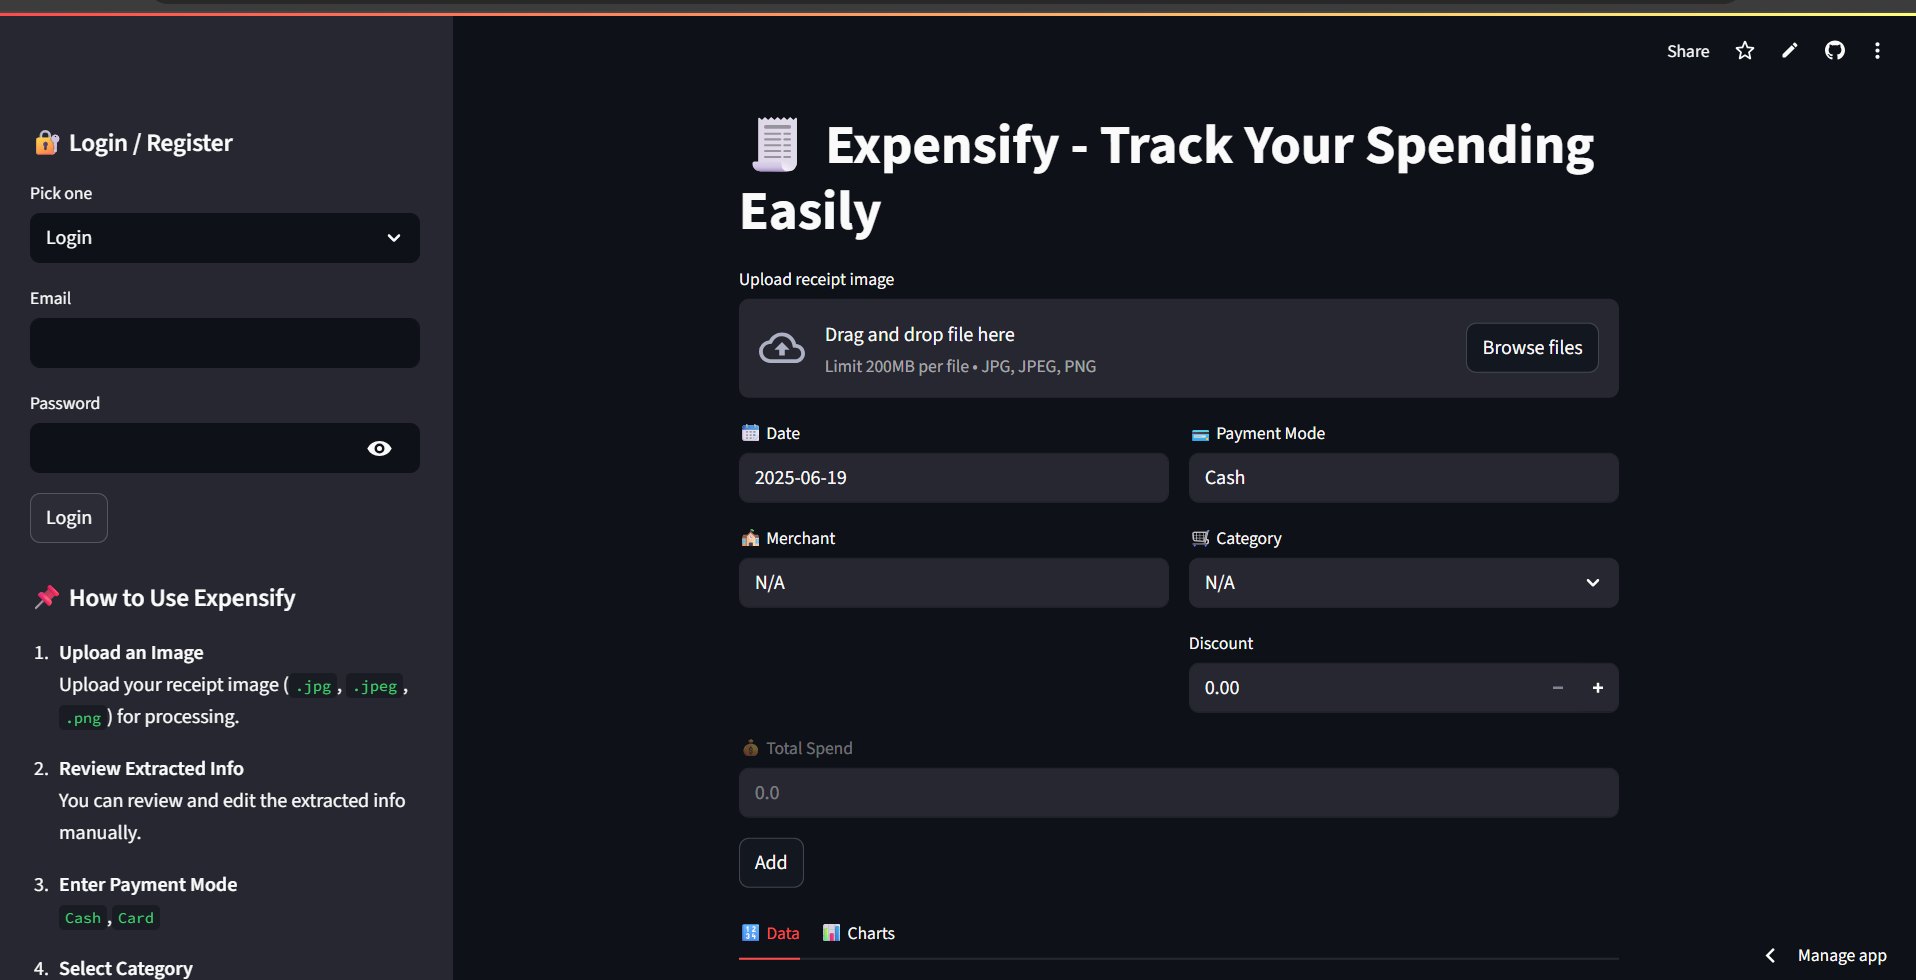 Share
Login / Register
Pick one
Login
Email
Password
Login
How to Use Expensify
1. Upload an Image
Upload your receipt image ( .jpg , .jpeg ,
.png ) for processing.
2. Review Extracted Info
You can review and edit the extracted info
manually.
3. Enter Payment Mode
Cash , Card
4. Select Category
Expensify - Track Your Spending
Easily
Upload receipt image
Drag and drop file here
Limit 200MB per file • JPG, JPEG, PNG
Browse files
Date
2025-06-19
Payment Mode
Cash
Merchant
N/A
Category
N/A
Discount
0.00
Total Spend
0.0
Add
Data
Charts
Manage app